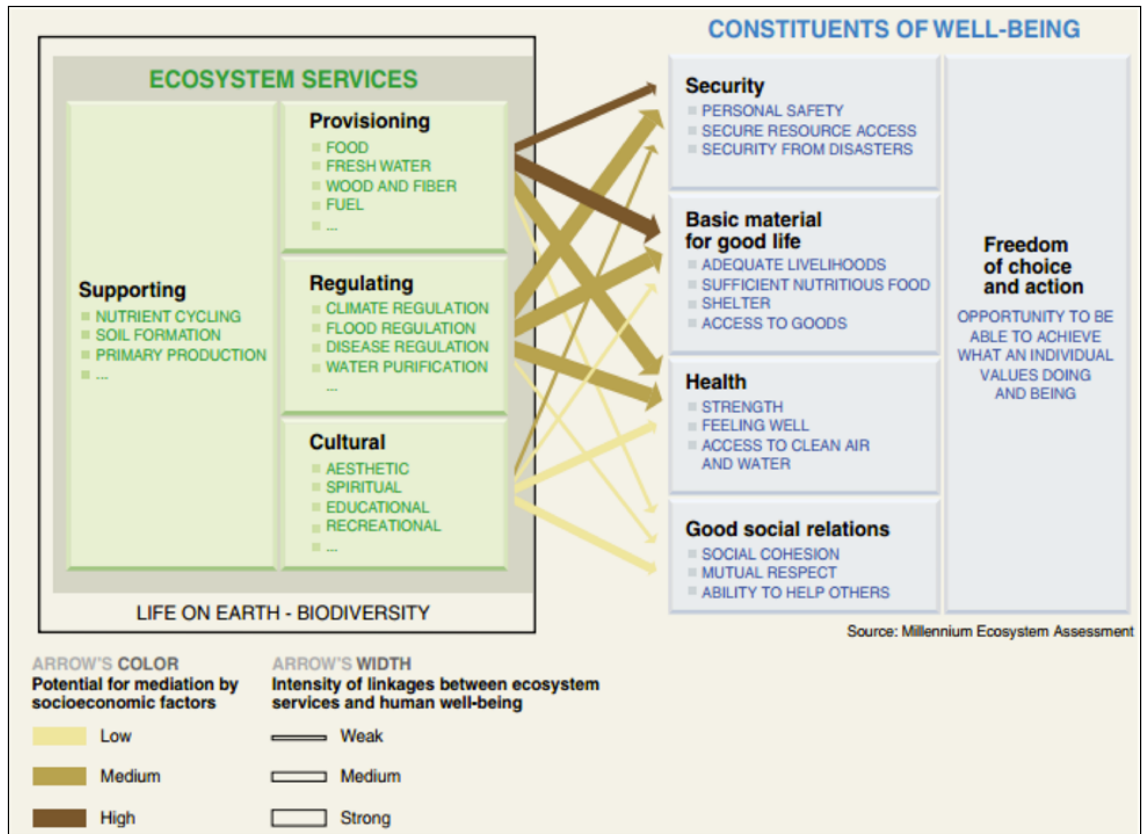 CONSTITUENTS OF WELL-BEING
ECOSYSTEM SERVICES
Supporting
NUTRIENT CYCLING
SOIL FORMATION
PRIMARY PRODUCTION
...
Provisioning
FOOD
FRESH WATER
WOOD AND FIBER
FUEL
...
Regulating
CLIMATE REGULATION
FLOOD REGULATION
DISEASE REGULATION
WATER PURIFICATION
...
Cultural
AESTHETIC
SPIRITUAL
EDUCATIONAL
RECREATIONAL
...
LIFE ON EARTH - BIODIVERSITY
Security
PERSONAL SAFETY
SECURE RESOURCE ACCESS
SECURITY FROM DISASTERS
Basic material
for good life
ADEQUATE LIVELIHOODS
SUFFICIENT NUTRITIOUS FOOD
SHELTER
ACCESS TO GOODS
Health
STRENGTH
FEELING WELL
ACCESS TO CLEAN AIR
AND WATER
Good social relations
SOCIAL COHESION
MUTUAL RESPECT
ABILITY TO HELP OTHERS
Freedom
of choice
and action
OPPORTUNITY TO BE
ABLE TO ACHIEVE
WHAT AN INDIVIDUAL
VALUES DOING
AND BEING
Source: Millennium Ecosystem Assessment
ARROW'S COLOR
Potential for mediation by
socioeconomic factors
Low
Medium
High
ARROW'S WIDTH
Intensity of linkages between ecosystem
services and human well-being
Weak
Medium
Strong